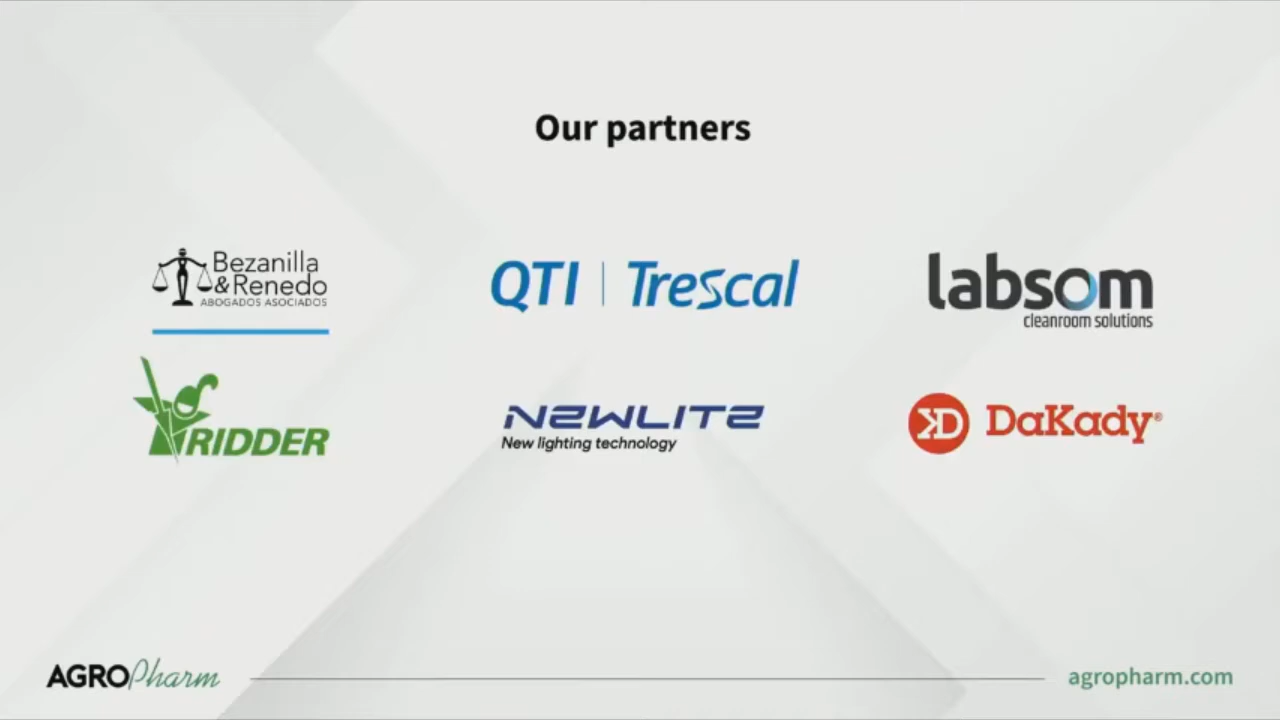 Our partners
Bezanilla
&Renedo
ABOGADOS ASOCIADOS
QTI | Trescal
labsom
cleanroom solutions
RIDDER
NEWLITE
New lighting technology
KD DaKady®
AGROPharm
agropharm.com